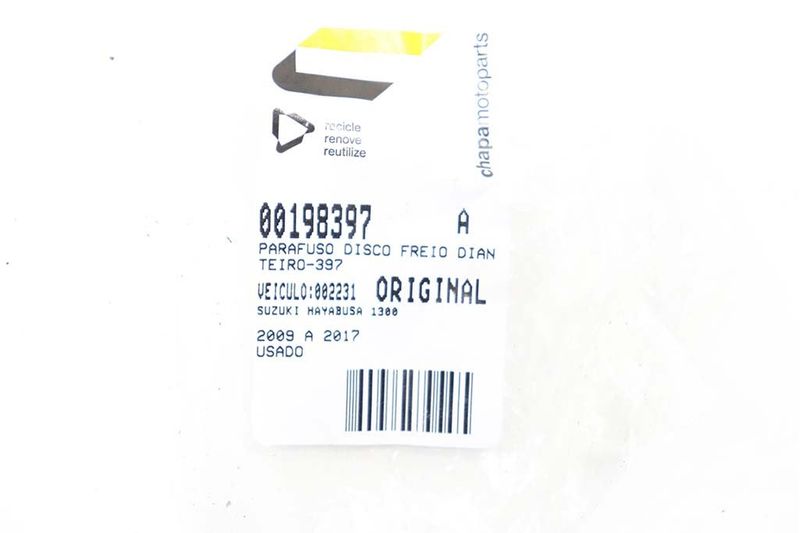 chapamotoparts
recicle
renove
reutilize
00198397 A
PARAFUSO DISCO FREIO DIAN
TEIRO-397
VEICULO:002231 ORIGINAL
SUZUKI HAYABUSA 1300
2009 A 2017
USADO